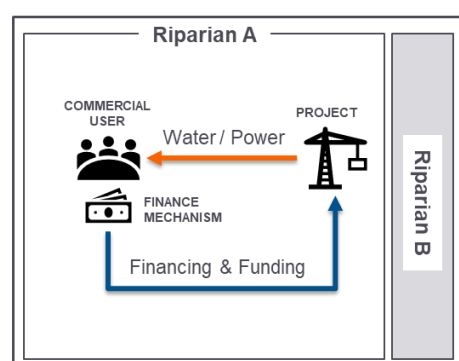 Riparian A
COMMERCIAL
USER
PROJECT
Water / Power
FINANCE
MECHANISM
Financing & Funding
Riparian B